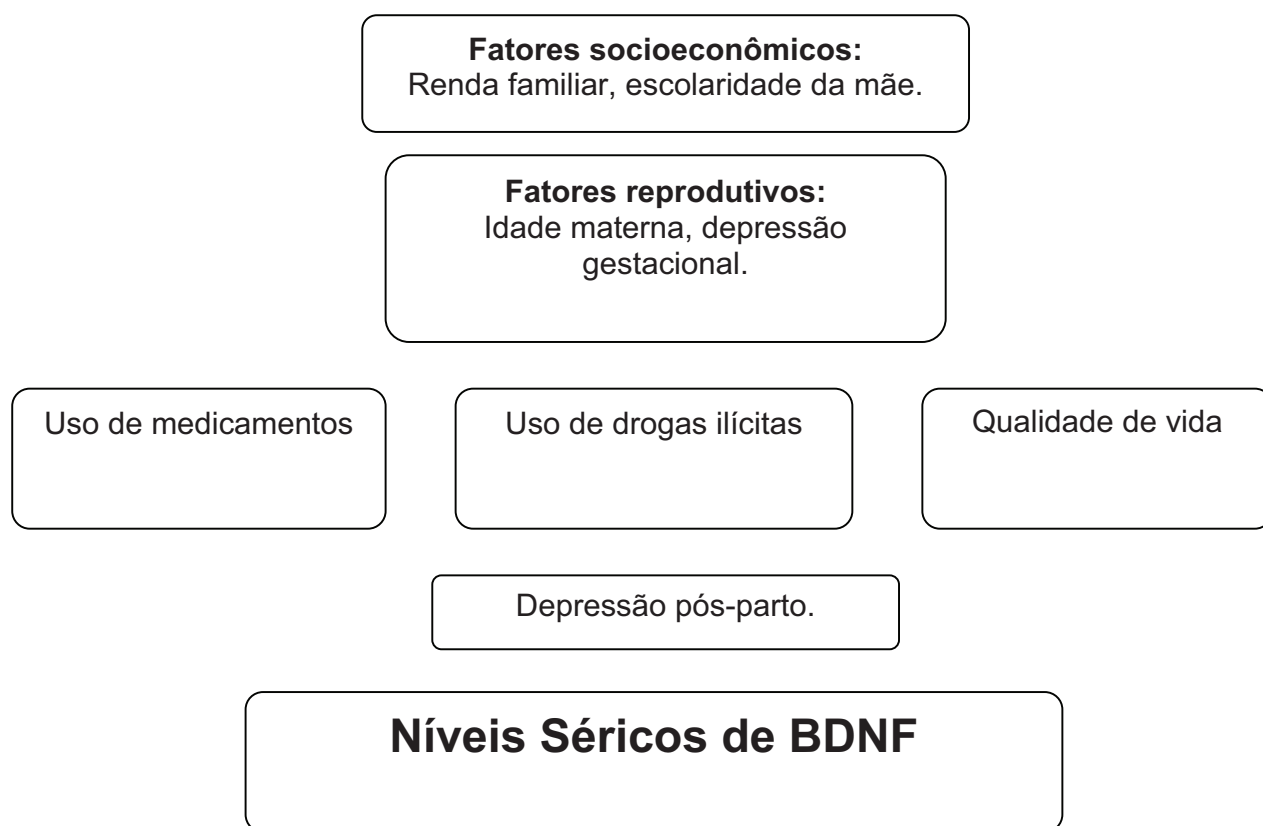 Fatores socioeconômicos:
Renda familiar, escolaridade da mãe.
Fatores reprodutivos:
Idade materna, depressão
gestacional.
Uso de medicamentos
Uso de drogas ilícitas
Qualidade de vida
Depressão pós-parto.
Níveis Séricos de BDNF